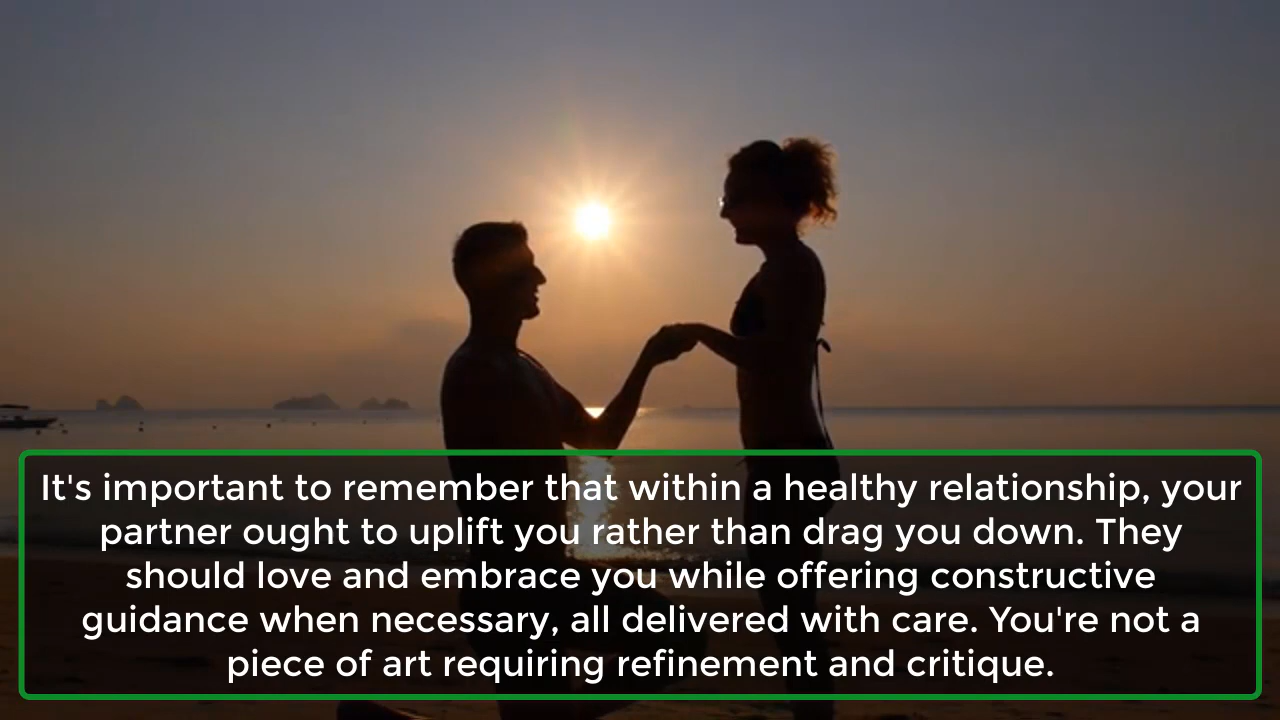 It's important to remember that within a healthy relationship, your
partner ought to uplift you rather than drag you down. They
should love and embrace you while offering constructive
guidance when necessary, all delivered with care. You're not a
piece of art requiring refinement and critique.